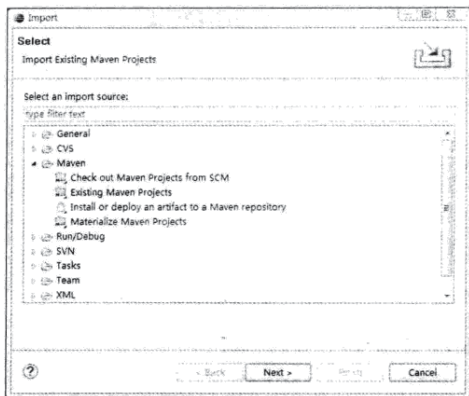 Import
Select
Import Existing Maven Projects
Select an import source:
type filter text
General
CVS
Maven
Check out Maven Projects from SCM
Existing Maven Projects
Install or deploy an artifact to a Maven repository
Materialize Maven Projects
Run/Debug
SVN
Tasks
Team
XML
< Back
Next >
Finish
Cancel